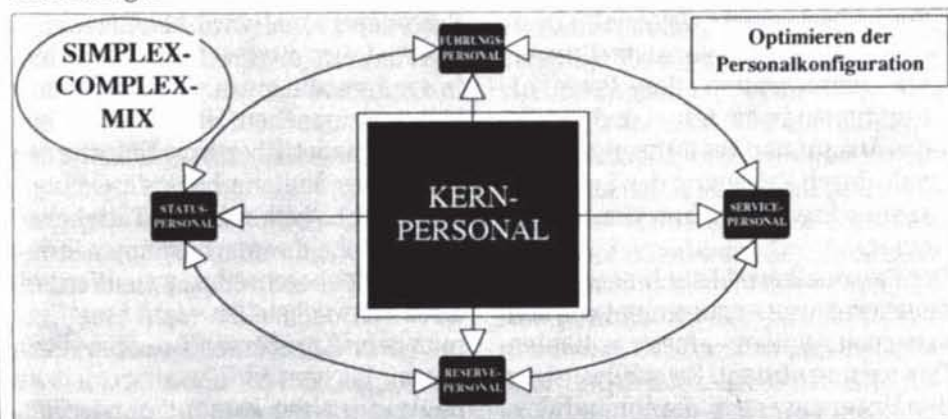 SIMPLEX-
COMPLEX-
MIX
FÜHRUNGS-
PERSONAL
Optimieren der
Personalkonfiguration
STATUS-
PERSONAL
KERN-
PERSONAL
SERVICE-
PERSONAL
RESERVE-
PERSONAL